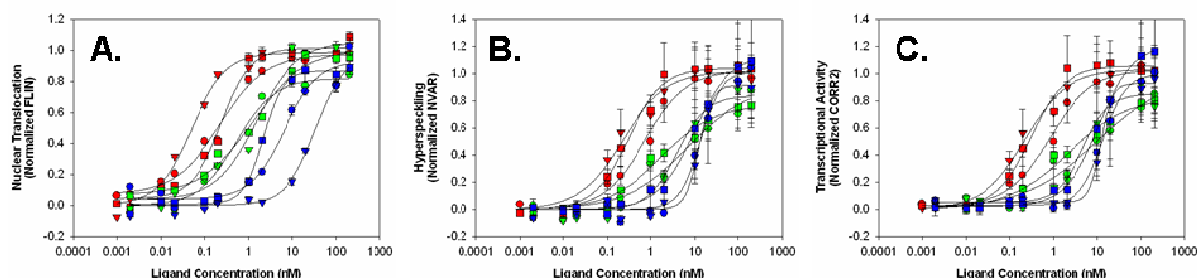 A.
Nuclear Translocation
(Normalized FLIN)
1.2
1.0
0.8
0.6
0.4
0.2
0.0
-0.2
0.0001 0.001 0.01 0.1 1 10 100 1000
Ligand Concentration (nM)
B.
Hyperspeckling
(Normalized NVAR)
1.4
1.2
1.0
0.8
0.6
0.4
0.2
0.0
-0.2
0.0001 0.001 0.01 0.1 1 10 100 1000
Ligand Concentration (nM)
C.
Transcriptional Activity
(Normalized CORR2)
1.4
1.2
1.0
0.8
0.6
0.4
0.2
0.0
-0.2
0.0001 0.001 0.01 0.1 1 10 100 1000
Ligand Concentration (nM)